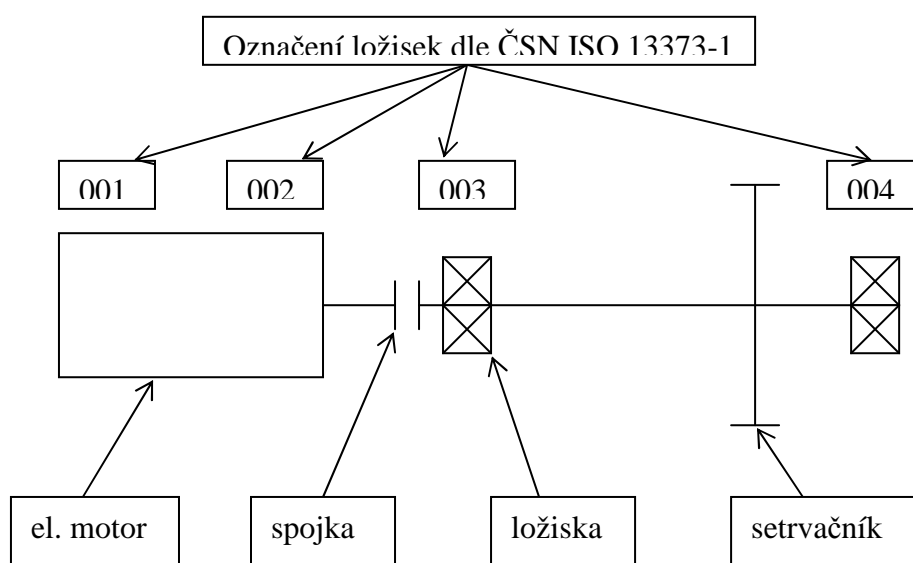 Označení ložisek dle ČSN ISO 13373-1
001 002 003 004
el. motor spojka ložiska setrvačník